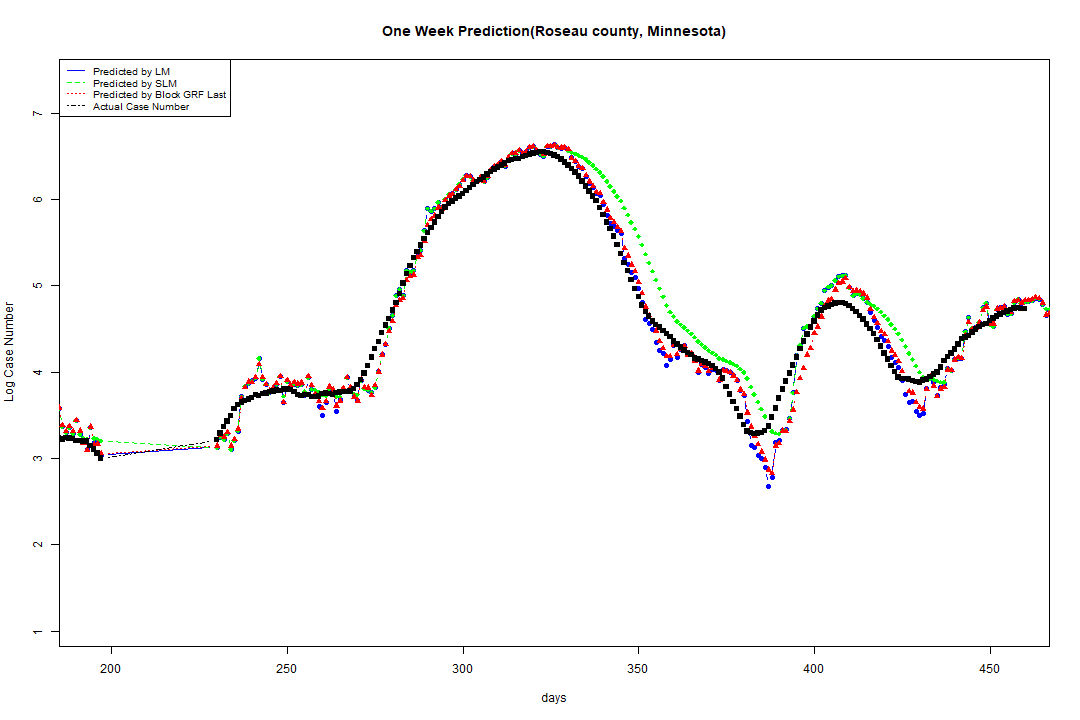 One Week Prediction(Roseau county, Minnesota)
Predicted by LM
Predicted by SLM
Predicted by Block GRF Last
Actual Case Number
7
6
5
4
3
2
1
Log Case Number
200 250 300 350 400 450
days